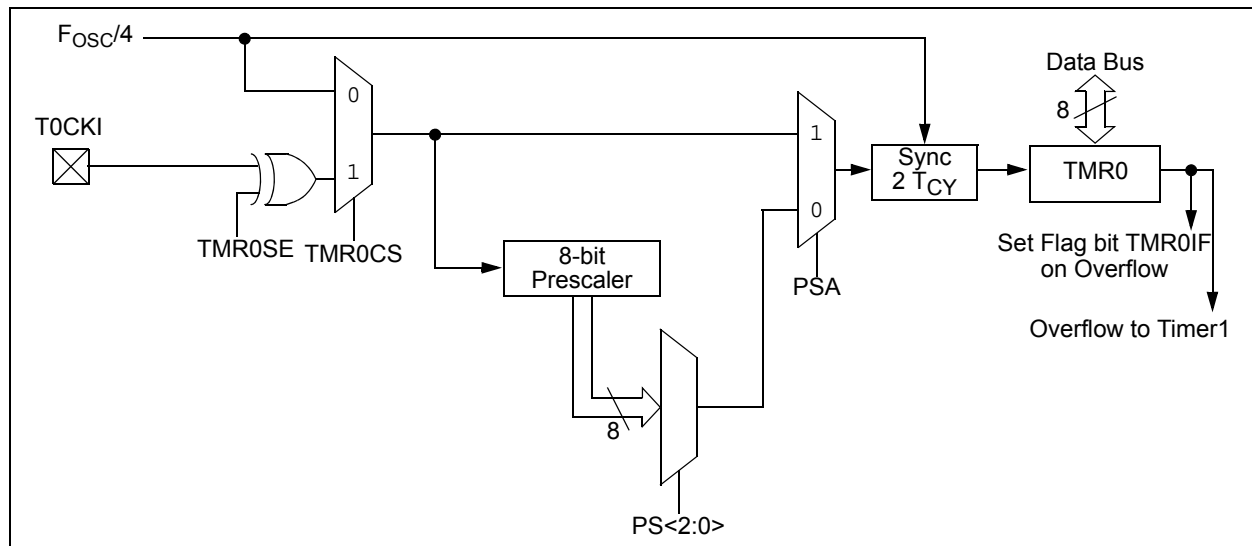 FOSC/4
Data Bus
8
T0CKI
0
1
1
0
Sync
2 TCY
TMR0
TMR0SE
TMR0CS
8-bit
Prescaler
PSA
Set Flag bit TMR0IF
on Overflow
Overflow to Timer1
8
PS<2:0>